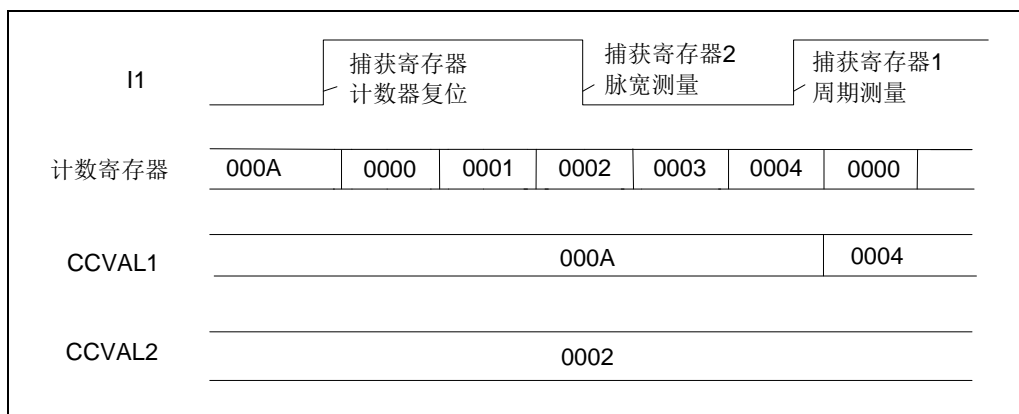 I1
捕获寄存器
计数器复位
捕获寄存器2
脉宽测量
捕获寄存器1
周期测量
计数寄存器 000A 0000 0001 0002 0003 0004 0000
CCVAL1 000A 0004
CCVAL2 0002